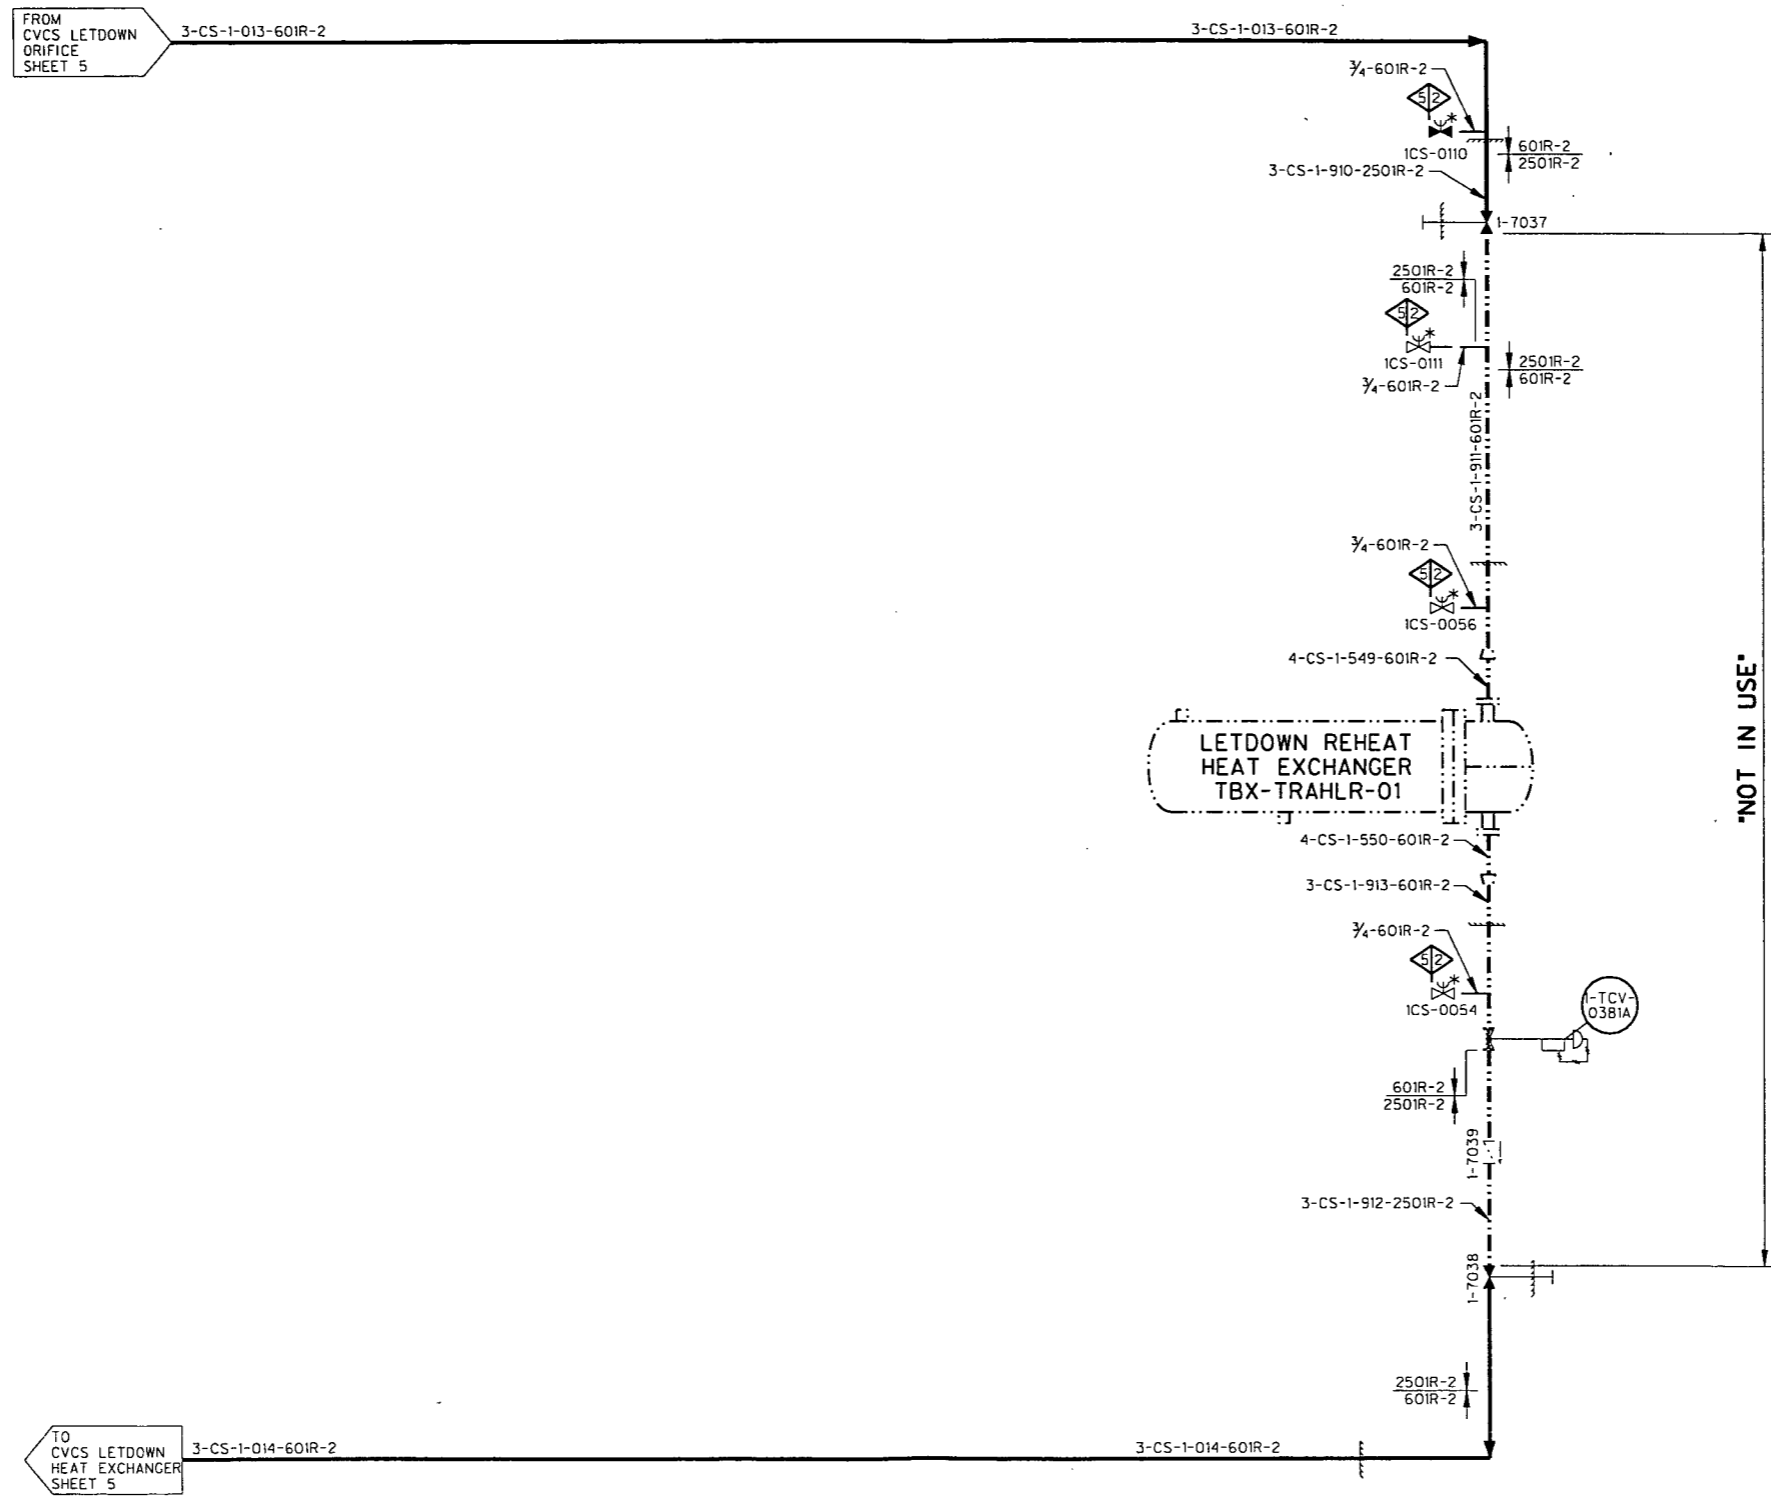 FROM
CVCS LETDOWN
ORIFICE
SHEET 5
3-CS-1-013-601R-2
3-CS-1-013-601R-2
3/4-601R-2
5 2
*
1CS-0110
601R-2
2501R-2
3-CS-1-910-2501R-2
1-7037
2501R-2
601R-2
5 2
*
1CS-0111
2501R-2
601R-2
3/4-601R-2
3-CS-1-911-601R-2
3/4-601R-2
5 2
*
1CS-0056
4-CS-1-549-601R-2
"NOT IN USE"
LETDOWN REHEAT
HEAT EXCHANGER
TBX-TRAHLR-01
4-CS-1-550-601R-2
3-CS-1-913-601R-2
3/4-601R-2
5 2
*
1CS-0054
1-TCV-
0381A
601R-2
2501R-2
1-7039
3-CS-1-912-2501R-2
1-7038
2501R-2
601R-2
TO
CVCS LETDOWN
HEAT EXCHANGER
SHEET 5
3-CS-1-014-601R-2
3-CS-1-014-601R-2